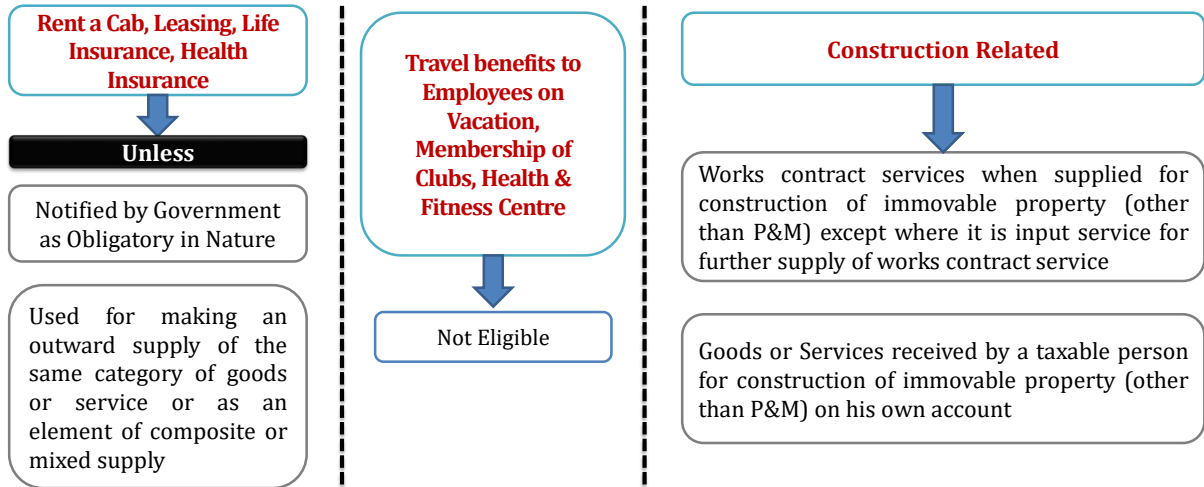 Rent a Cab, Leasing, Life
Insurance, Health
Insurance
Unless
Notified by Government
as Obligatory in Nature
Used for making an
outward supply of the
same category of goods
or service or as an
element of composite or
mixed supply
Travel benefits to
Employees on
Vacation,
Membership of
Clubs, Health &
Fitness Centre
Not Eligible
Construction Related
Works contract services when supplied for
construction of immovable property (other
than P&M) except where it is input service for
further supply of works contract service
Goods or Services received by a taxable person
for construction of immovable property (other
than P&M) on his own account